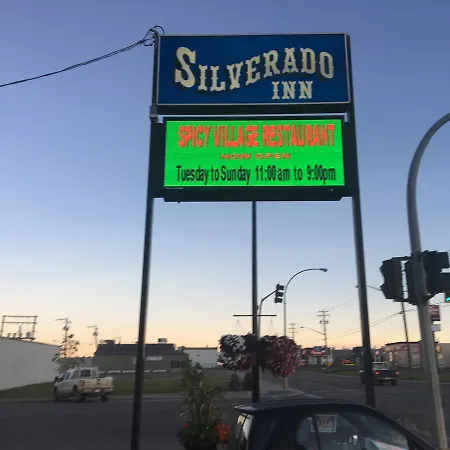 SILVERADO
INN
SPICY VILLAGE RESTAURANT
NOW OPEN
Tuesday to Sunday 11:00 am to 9:00pm